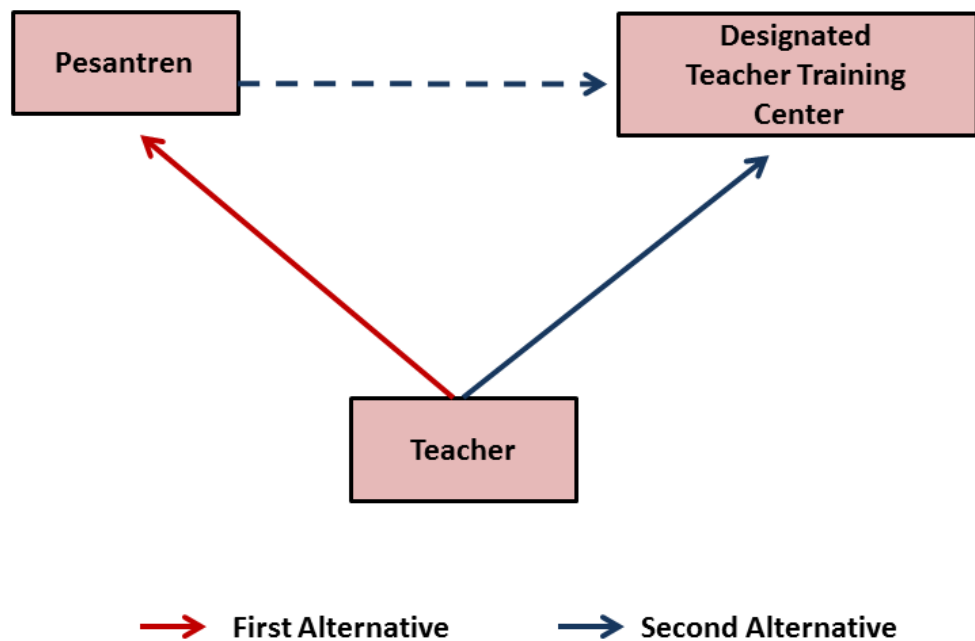 Pesantren
Designated
Teacher Training
Center
Teacher
First Alternative
Second Alternative